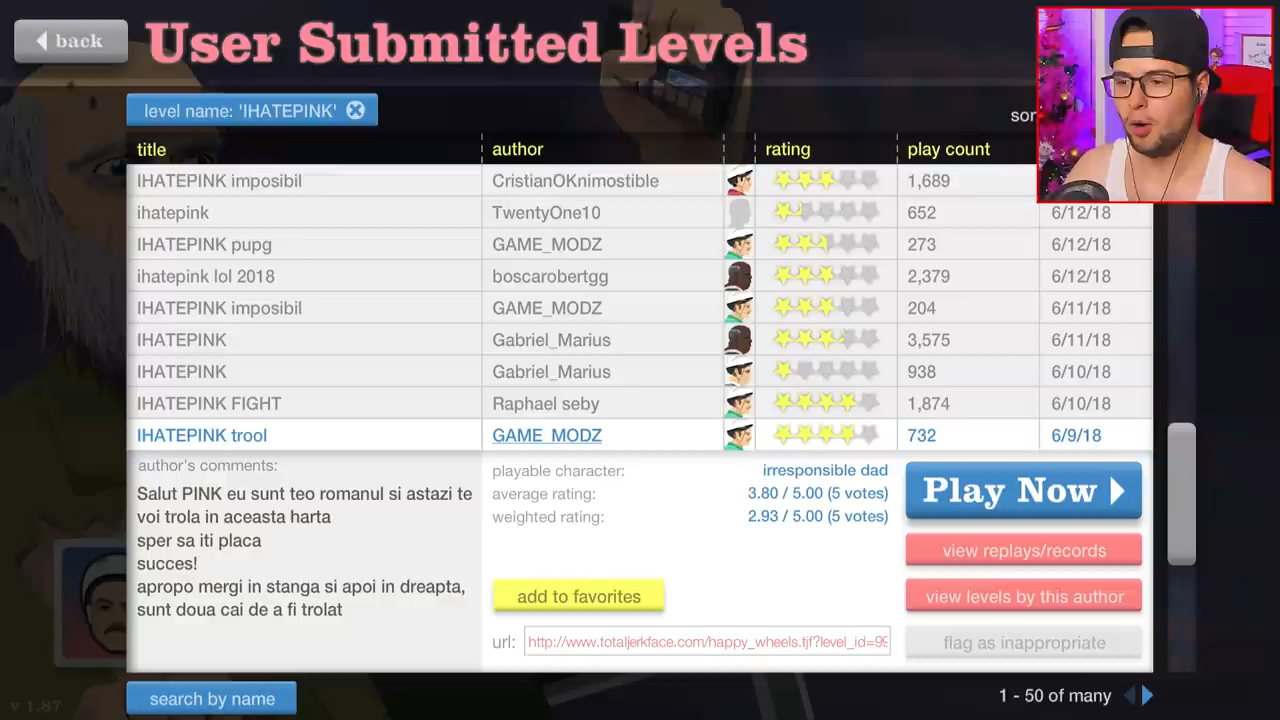 back
User Submitted Levels
level name: 'IHATEPINK'
title author rating play count
IHATEPINK imposibil CristianOKnimostible 1,689
ihatepink TwentyOne10 652 6/12/18
IHATEPINK pupg GAME_MODZ 273 6/12/18
ihatepink lol 2018 boscarobertgg 2,379 6/12/18
IHATEPINK imposibil GAME_MODZ 204 6/11/18
IHATEPINK Gabriel_Marius 3,575 6/11/18
IHATEPINK Gabriel_Marius 938 6/10/18
IHATEPINK FIGHT Raphael seby 1,874 6/10/18
IHATEPINK trool GAME_MODZ 732 6/9/18
author's comments:
Salut PINK eu sunt teo romanul si astazi te
voi trola in aceasta harta
sper sa iti placa
succes!
apropo mergi in stanga si apoi in dreapta,
sunt doua cai de a fi trolat
playable character: irresponsible dad
average rating: 3.80 / 5.00 (5 votes)
weighted rating: 2.93 / 5.00 (5 votes)
add to favorites
url: http://www.totaljerkface.com/happy_wheels.tjf?level_id=99
Play Now
view replays/records
view levels by this author
flag as inappropriate
search by name
1 - 50 of many
v 1.87